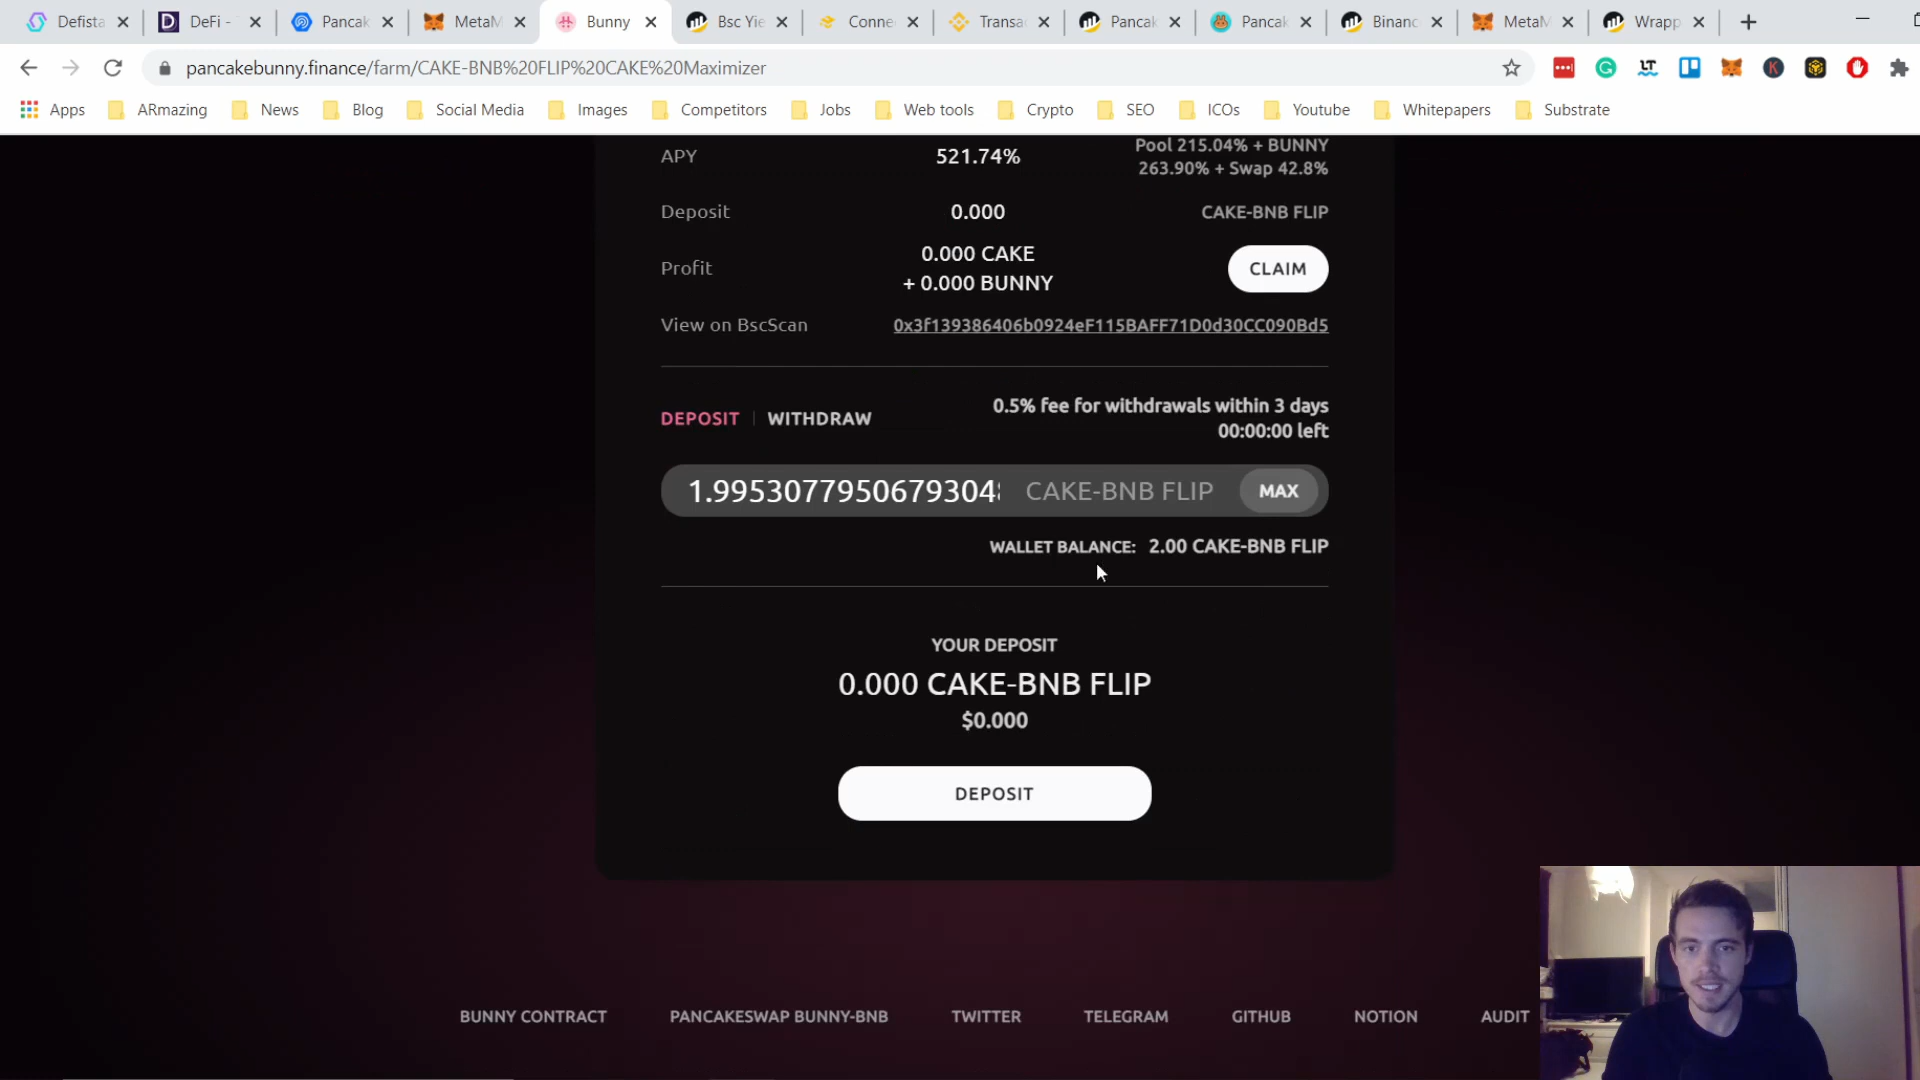 Defista
DeFi -
Pancak
MetaM
Bunny
Bsc Yie
Conne
Transa
Pancak
Pancak
Binanc
MetaM
Wrapp
pancakebunny.finance/farm/CAKE-BNB%20FLIP%20CAKE%20Maximizer
Apps
ARmazing
News
Blog
Social Media
Images
Competitors
Jobs
Web tools
Crypto
SEO
ICOs
Youtube
Whitepapers
Substrate
APY
521.74%
Pool 215.04% + BUNNY
263.90% + Swap 42.8%
Deposit
0.000
CAKE-BNB FLIP
Profit
0.000 CAKE
+ 0.000 BUNNY
CLAIM
View on BscScan
0x3f139386406b0924eF115BAFF71D0d30CC090Bd5
DEPOSIT | WITHDRAW
0.5% fee for withdrawals within 3 days
00:00:00 left
1.995307795067930 4
CAKE-BNB FLIP
MAX
WALLET BALANCE: 2.00 CAKE-BNB FLIP
YOUR DEPOSIT
0.000 CAKE-BNB FLIP
$0.000
DEPOSIT
BUNNY CONTRACT
PANCAKESWAP BUNNY-BNB
TWITTER
TELEGRAM
GITHUB
NOTION
AUDIT